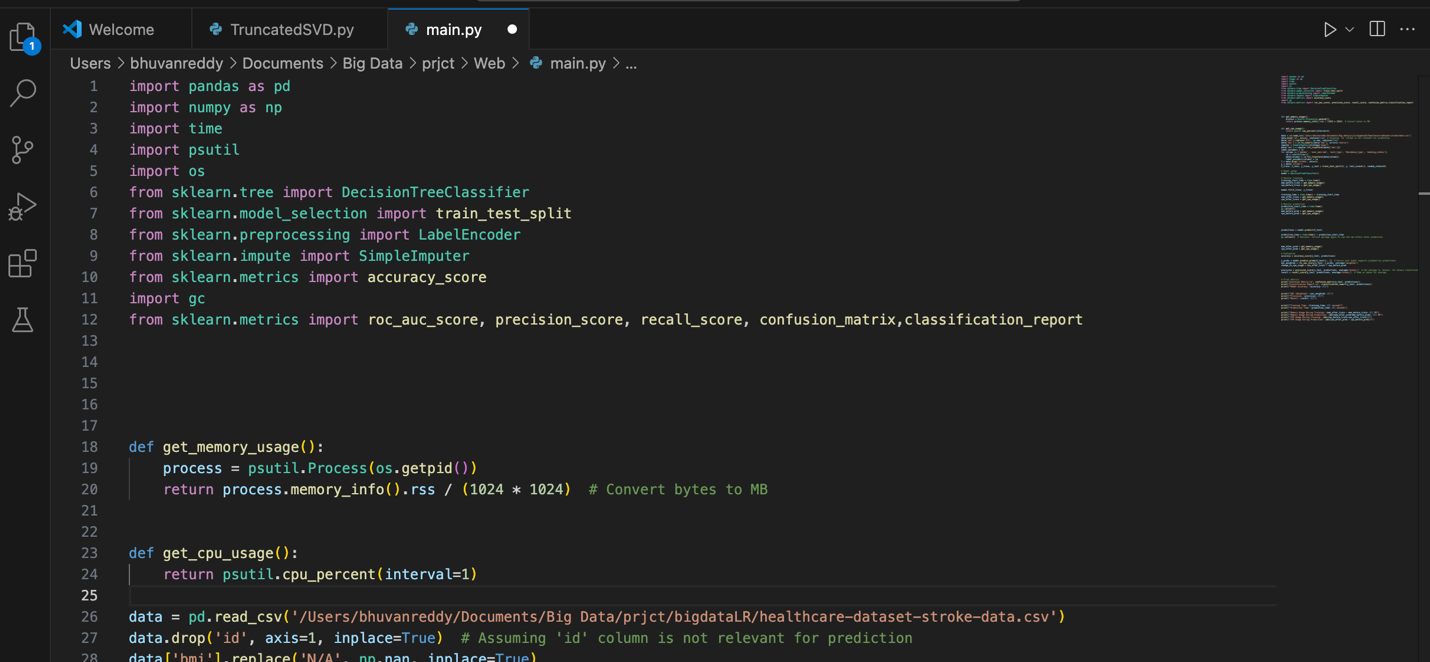 1
Welcome
TruncatedSVD.py
main.py
Users > bhuvanreddy > Documents > Big Data > prjct > Web > main.py > ...
1 import pandas as pd
2 import numpy as np
3 import time
4 import psutil
5 import os
6 from sklearn.tree import DecisionTreeClassifier
7 from sklearn.model_selection import train_test_split
8 from sklearn.preprocessing import LabelEncoder
9 from sklearn.impute import SimpleImputer
10 from sklearn.metrics import accuracy_score
11 import gc
12 from sklearn.metrics import roc_auc_score, precision_score, recall_score, confusion_matrix,classification_report
13
14
15
16
17
18 def get_memory_usage():
19     process = psutil.Process(os.getpid())
20     return process.memory_info().rss / (1024 * 1024)  # Convert bytes to MB
21
22
23 def get_cpu_usage():
24     return psutil.cpu_percent(interval=1)
25
26 data = pd.read_csv('/Users/bhuvanreddy/Documents/Big Data/prjct/bigdataLR/healthcare-dataset-stroke-data.csv')
27 data.drop('id', axis=1, inplace=True)  # Assuming 'id' column is not relevant for prediction
28 data['bmi'].replace('N/A', np.nan, inplace=True)